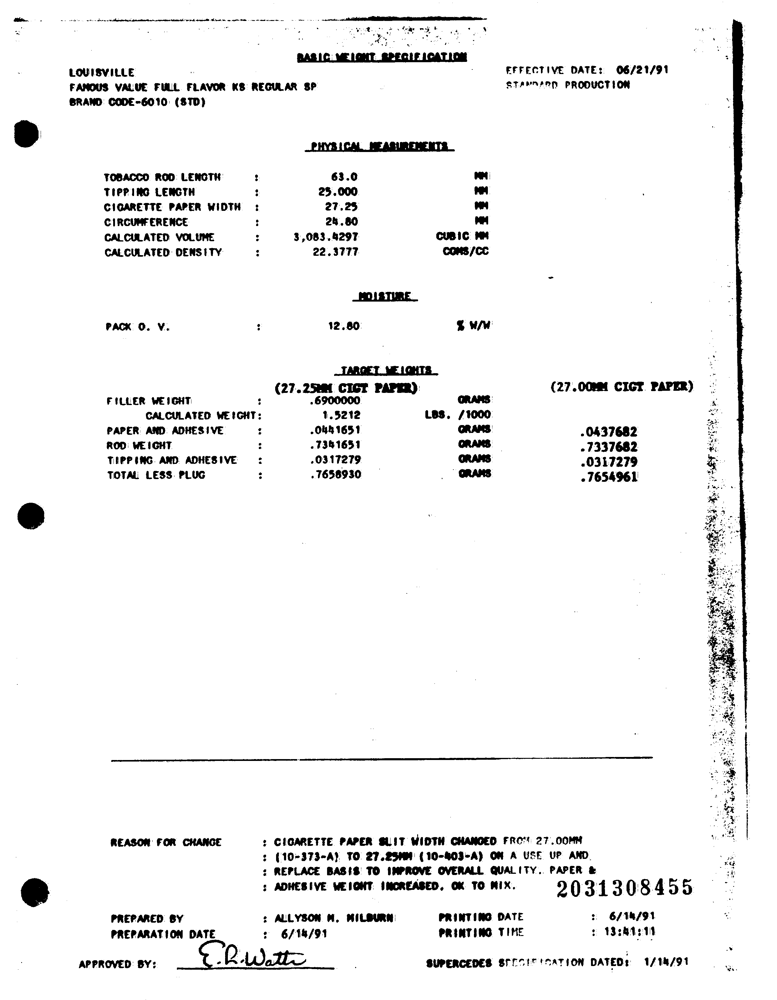 BASIC WEIGHT SPECIFICATION
LOUISVILLE EFFECTIVE DATE: 06/21/91
FAMOUS VALUE FULL FLAVOR KS REGULAR SP STANDARD PRODUCTION
BRAND CODE-6010 (STD)
PHYSICAL MEASUREMENTS
TOBACCO ROD LENGTH : 63.0 MM
TIPPING LENGTH : 25.000 MM
CIGARETTE PAPER WIDTH : 27.25 MM
CIRCUMFERENCE : 24.80 MM
CALCULATED VOLUME : 3,083.4297 CUBIC MM
CALCULATED DENSITY : 22.3777 CGMS/CC
MOISTURE
PACK O. V. : 12.80 % W/W
TARGET WEIGHTS
(27.25MM CIGT PAPER) (27.00MM CIGT PAPER)
FILLER WEIGHT : .6900000 GRAMS
CALCULATED WEIGHT: 1.5212 LBS. /1000
PAPER AND ADHESIVE : .0441651 GRAMS .0437682
ROD WEIGHT : .7341651 GRAMS .7337682
TIPPING AND ADHESIVE : .0317279 GRAMS .0317279
TOTAL LESS PLUG : .7658930 GRAMS .7654961
REASON FOR CHANGE : CIGARETTE PAPER SLIT WIDTH CHANGED FROM 27.00MM
: (10-373-A) TO 27.25MM (10-403-A) ON A USE UP AND
: REPLACE BASIS TO IMPROVE OVERALL QUALITY. PAPER &
: ADHESIVE WEIGHT INCREASED. OK TO MIX.
2031308455
PREPARED BY : ALLYSON M. MILBURN PRINTING DATE : 6/14/91
PREPARATION DATE : 6/14/91 PRINTING TIME : 13:41:11
APPROVED BY: E.R.Watts SUPERCEDES SPECIFICATION DATED: 1/14/91